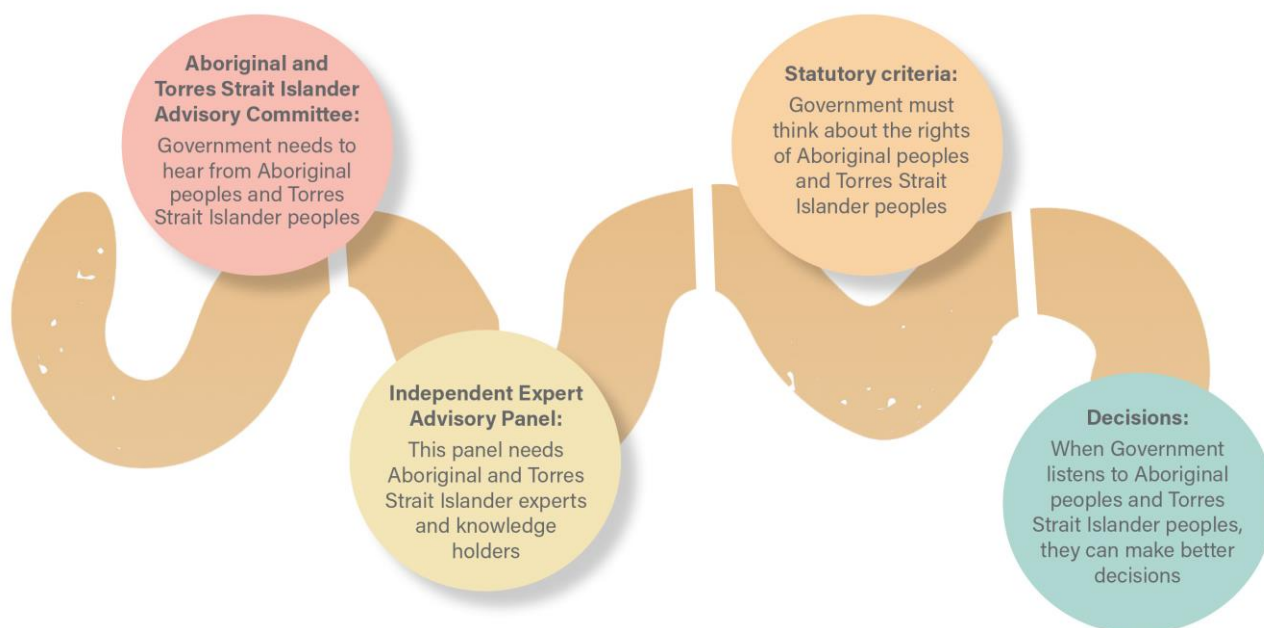 Aboriginal and
Torres Strait Islander
Advisory Committee:
Government needs to
hear from Aboriginal
peoples and Torres
Strait Islander peoples
Independent Expert
Advisory Panel:
This panel needs
Aboriginal and Torres
Strait Islander experts
and knowledge
holders
Statutory criteria:
Government must
think about the rights
of Aboriginal peoples
and Torres Strait
Islander peoples
Decisions:
When Government
listens to Aboriginal
peoples and Torres
Strait Islander peoples,
they can make better
decisions